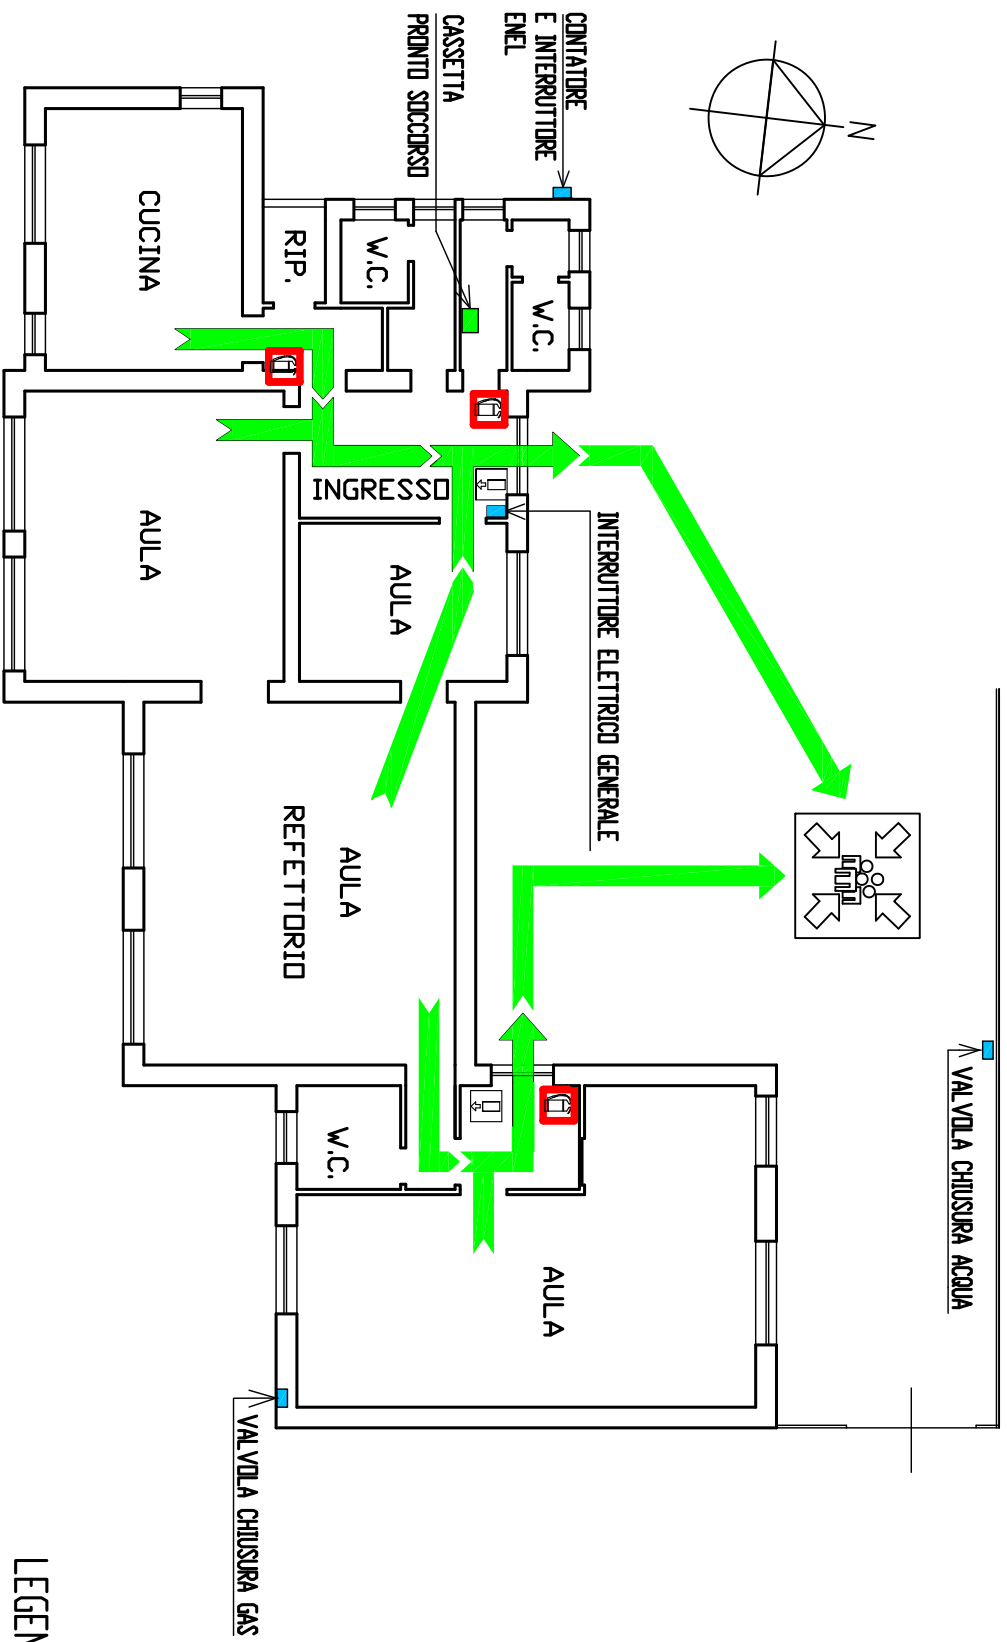 N
CONTATORE
E INTERRUTTORE
ENEL
CASSETTA
PRONTO SOCCORSO
CUCINA
RIP.
W.C.
W.C.
INGRESSO
AULA
AULA
INTERRUTTORE ELETTRICO GENERALE
AULA
REFETTORIO
W.C.
AULA
VALVOLA CHIUSURA ACQUA
VALVOLA CHIUSURA GAS
LEGEN